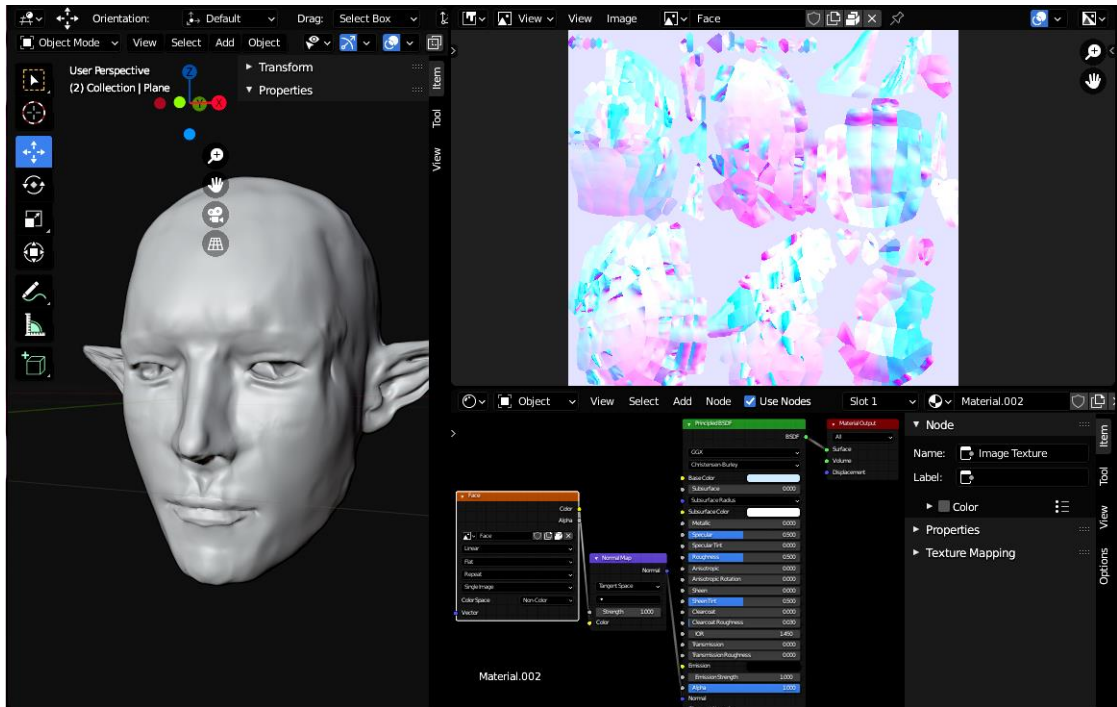 Orientation: Default Drag: Select Box
Object Mode View Select Add Object
User Perspective
(2) Collection | Plane
Z
Y
X
Transform
Properties
Item
Tool
View
View View Image Face
Object View Select Add Node Use Nodes Slot 1 Material.002
Face
Color
Alpha
Face
Linear
Flat
Repeat
Single Image
Color Space Non-Color
Vector
Normal Map
Normal
Tangent Space
Strength 1.000
Color
Principled BSDF
BSDF
GGX
Christensen-Burley
Base Color
Subsurface 0.000
Subsurface Radius
Subsurface Color
Metallic 0.000
Specular 0.500
Specular Tint 0.000
Roughness 0.500
Anisotropic 0.000
Anisotropic Rotation 0.000
Sheen 0.000
Sheen Tint 0.500
Clearcoat 0.000
Clearcoat Roughness 0.030
IOR 1.450
Transmission 0.000
Transmission Roughness 0.000
Emission
Emission Strength 1.000
Alpha 1.000
Normal
Material Output
All
Surface
Volume
Displacement
Material.002
Node
Name: Image Texture
Label:
Color
Properties
Texture Mapping
Item
Tool
View
Options